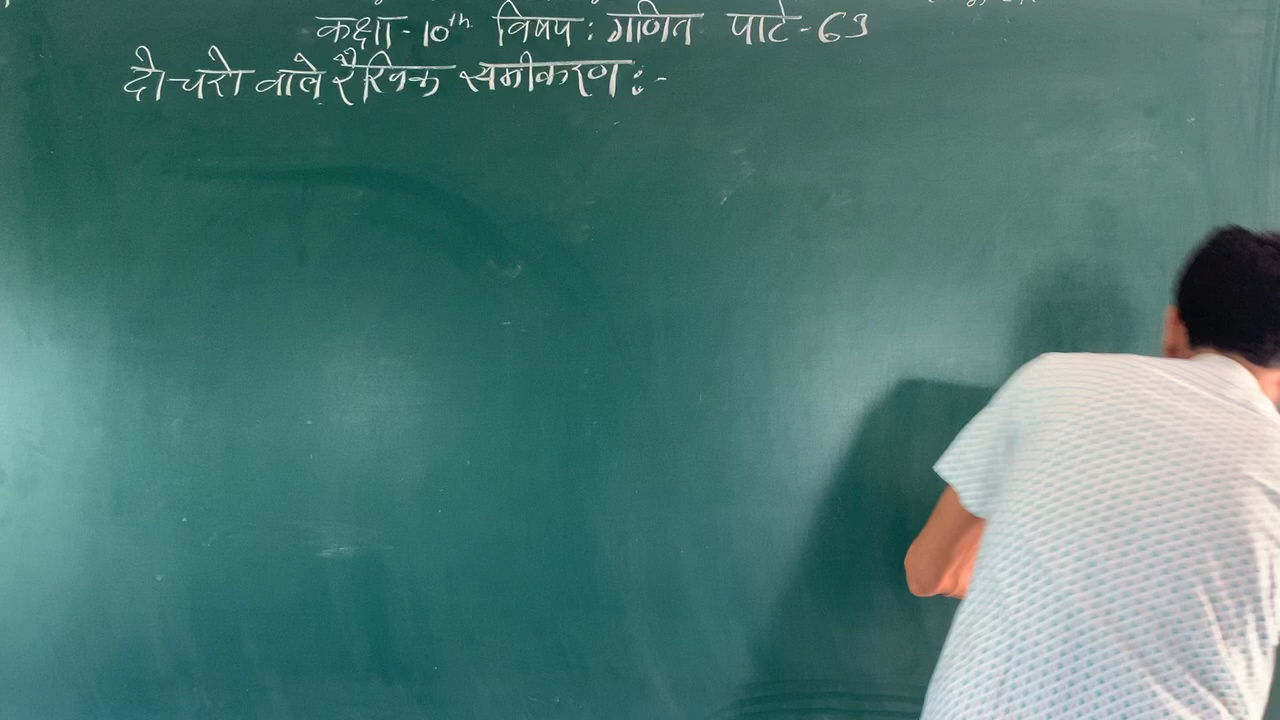 कक्षा-10th विषय: गणित पार्ट-63
दो चरो वाले रैखिक समीकरण:-